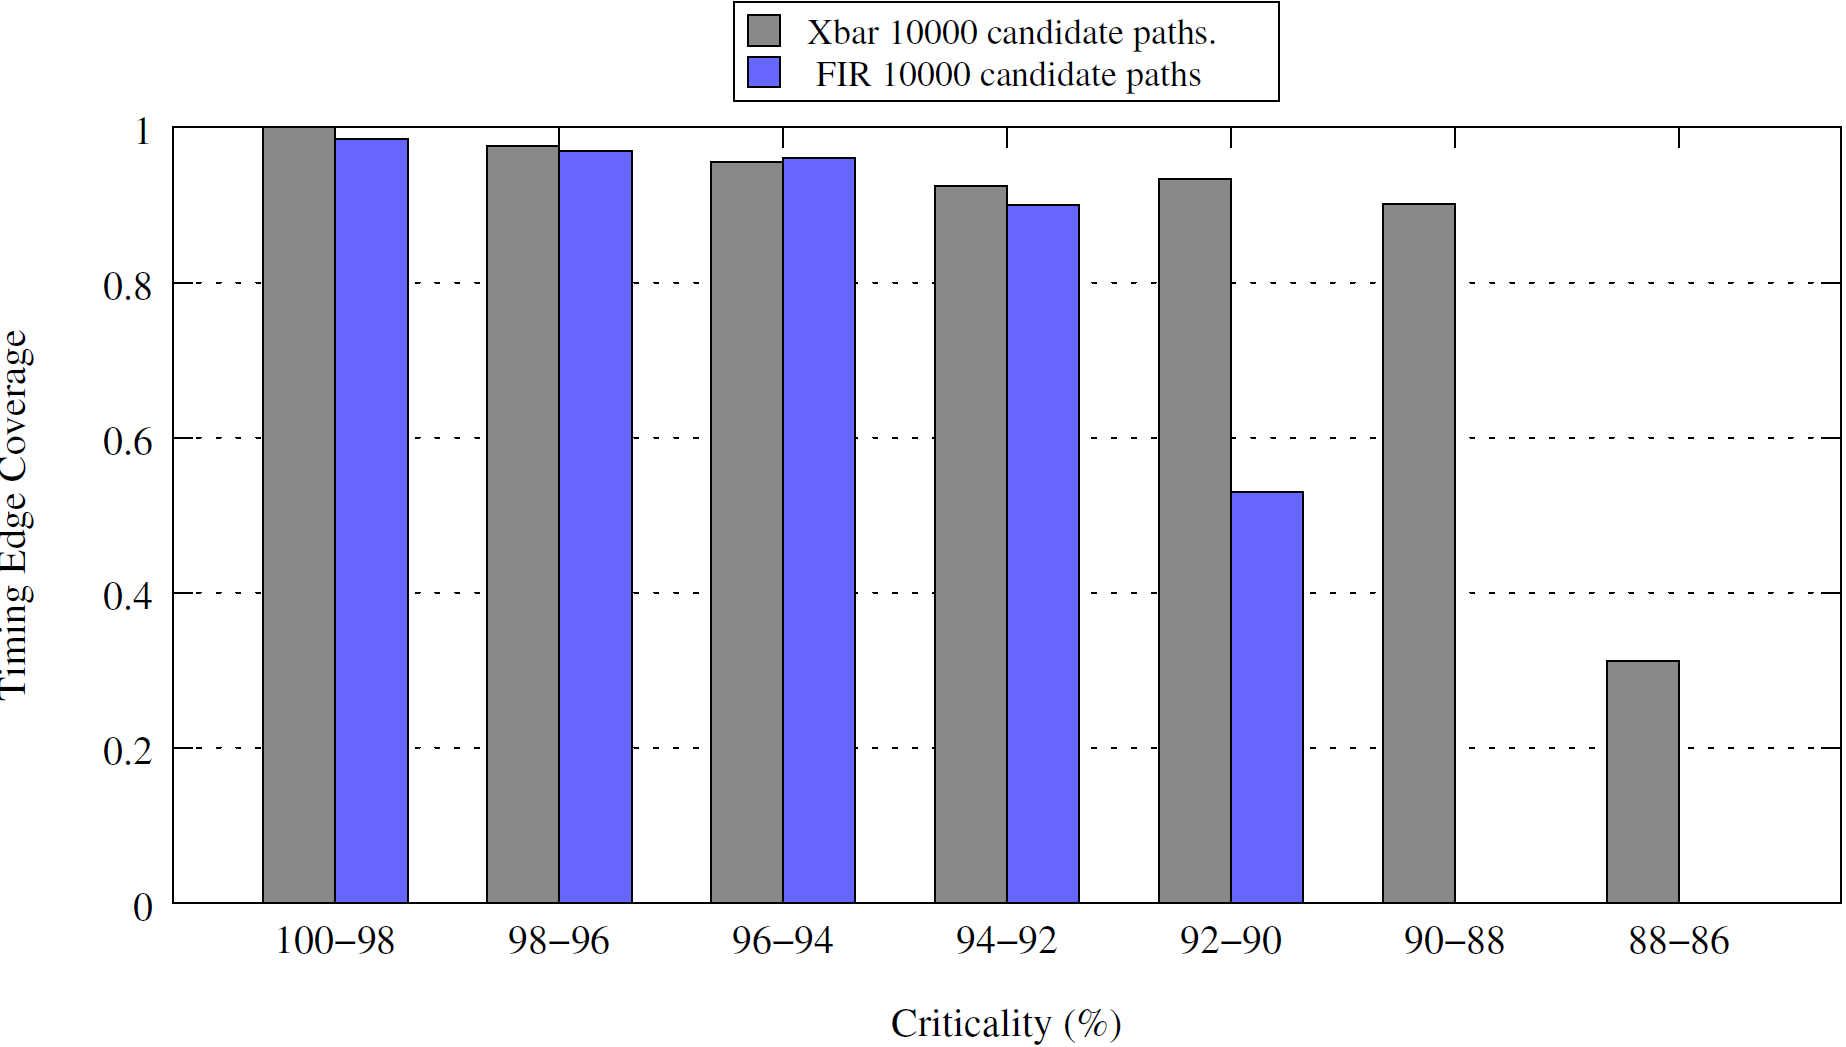 Xbar 10000 candidate paths.
FIR 10000 candidate paths
1
0.8
0.6
0.4
0.2
0
Timing Edge Coverage
100–98 98–96 96–94 94–92 92–90 90–88 88–86
Criticality (%)